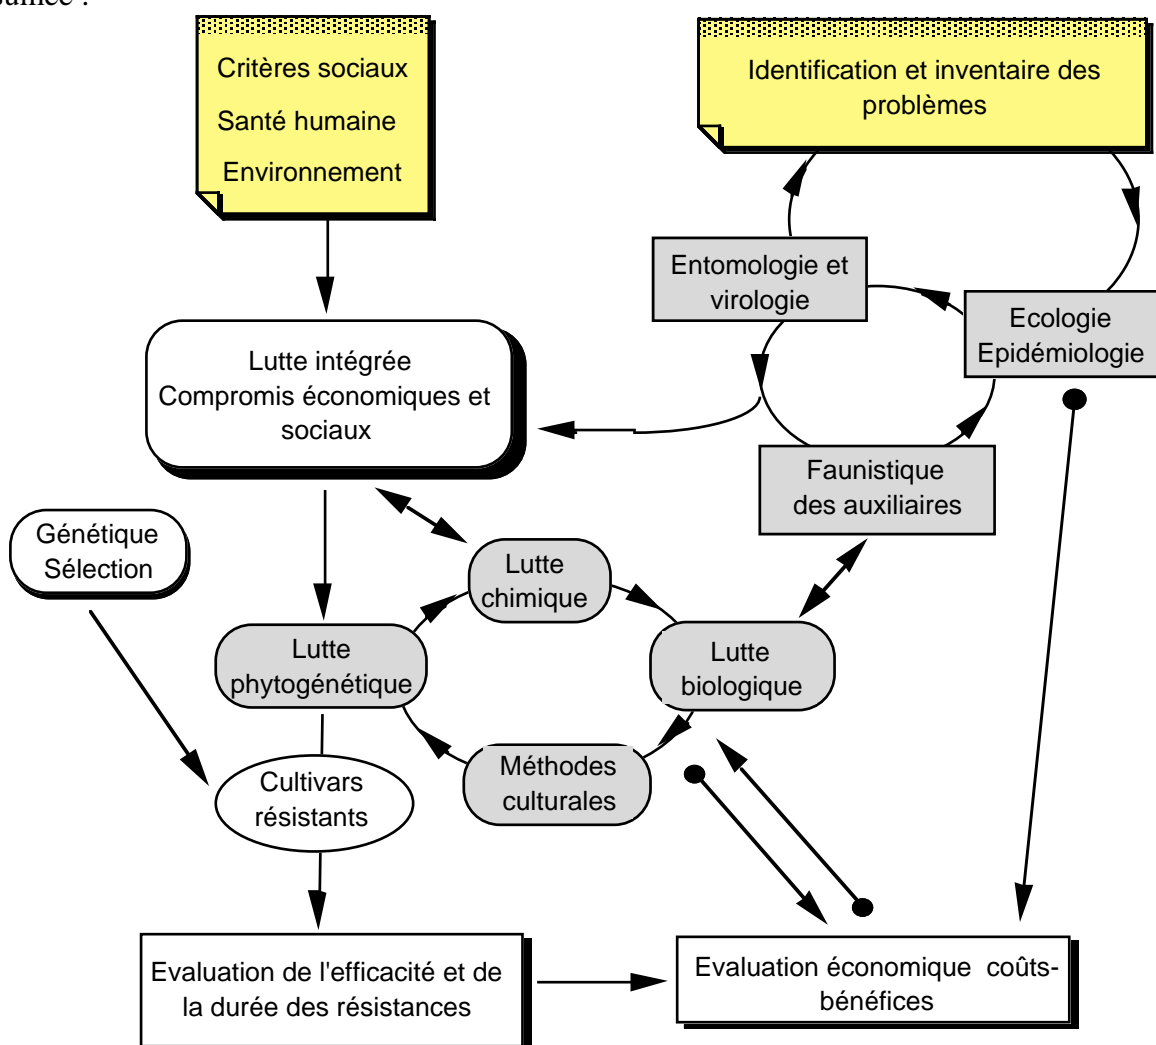 Critères sociaux
Santé humaine
Environnement
Identification et inventaire des
problèmes
Entomologie et
virologie
Ecologie
Epidémiologie
Lutte intégrée
Compromis économiques et
sociaux
Faunistique
des auxiliaires
Génétique
Sélection
Lutte
chimique
Lutte
phytogénétique
Lutte
biologique
Méthodes
culturales
Cultivars
résistants
Evaluation de l'efficacité et de
la durée des résistances
Evaluation économique coûts-
bénéfices